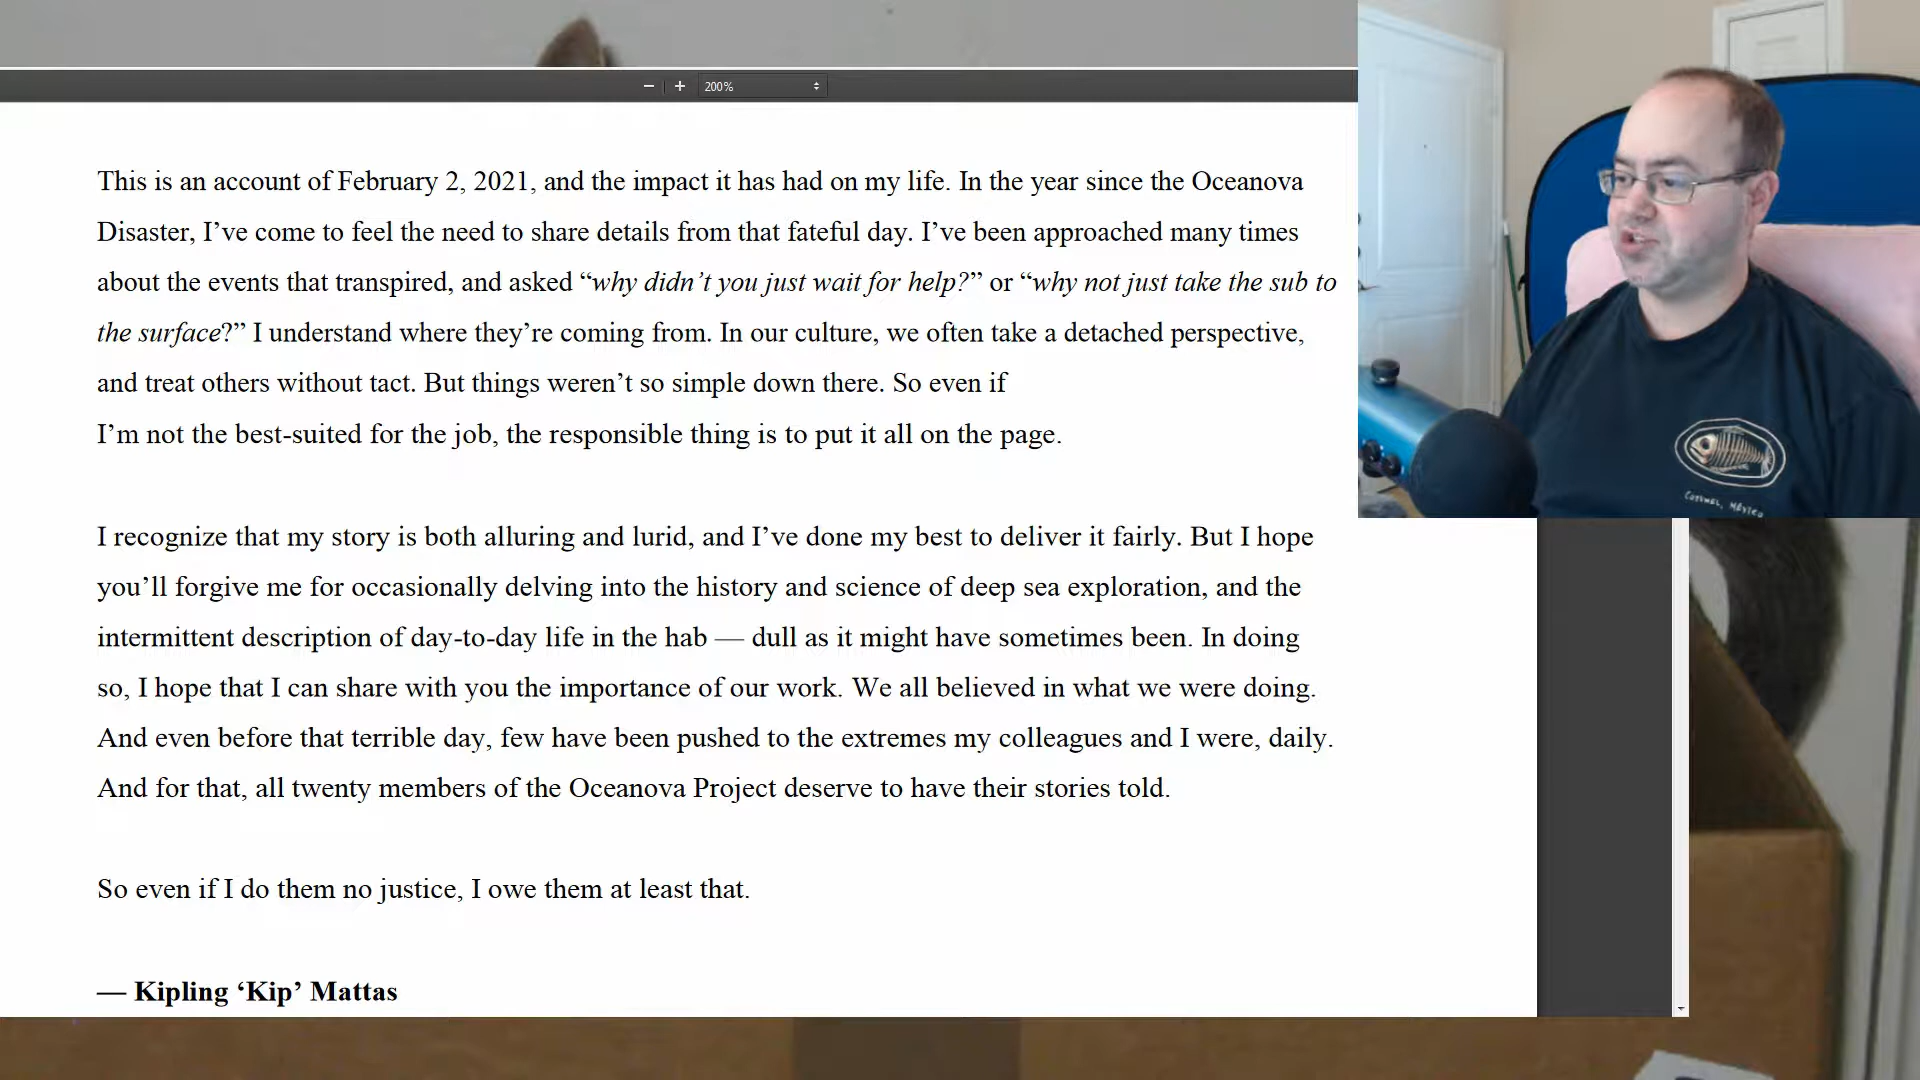 200%
This is an account of February 2, 2021, and the impact it has had on my life. In the year since the Oceanova
Disaster, I’ve come to feel the need to share details from that fateful day. I’ve been approached many times
about the events that transpired, and asked “why didn’t you just wait for help?” or “why not just take the sub to
the surface?” I understand where they’re coming from. In our culture, we often take a detached perspective,
and treat others without tact. But things weren’t so simple down there. So even if
I’m not the best-suited for the job, the responsible thing is to put it all on the page.
I recognize that my story is both alluring and lurid, and I’ve done my best to deliver it fairly. But I hope
you’ll forgive me for occasionally delving into the history and science of deep sea exploration, and the
intermittent description of day-to-day life in the hab — dull as it might have sometimes been. In doing
so, I hope that I can share with you the importance of our work. We all believed in what we were doing.
And even before that terrible day, few have been pushed to the extremes my colleagues and I were, daily.
And for that, all twenty members of the Oceanova Project deserve to have their stories told.
So even if I do them no justice, I owe them at least that.
— Kipling ‘Kip’ Mattas
COZUMEL, MÉXICO